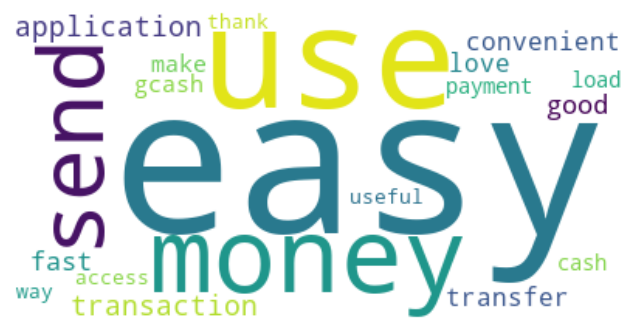 application
thank
use
send
make
gcash
convenient
love
payment
load
good
easy
useful
money
fast
access
cash
way
transaction
transfer